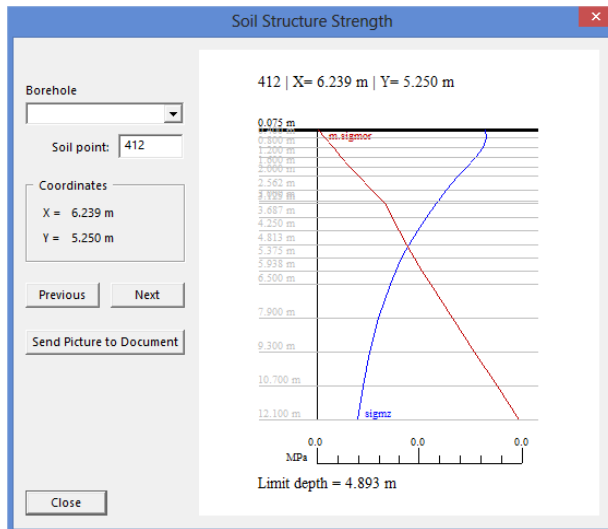 Soil Structure Strength
Borehole
Soil point: 412
Coordinates
X = 6.239 m
Y = 5.250 m
Previous Next
Send Picture to Document
Close
412 | X= 6.239 m | Y= 5.250 m
0.075 m
m.sigmor
0.800 m
1.200 m
1.600 m
2.000 m
2.562 m
3.687 m
4.250 m
4.813 m
5.375 m
5.938 m
6.500 m
7.900 m
9.300 m
10.700 m
12.100 m
sigmz
0.0 0.0 0.0
MPa
Limit depth = 4.893 m